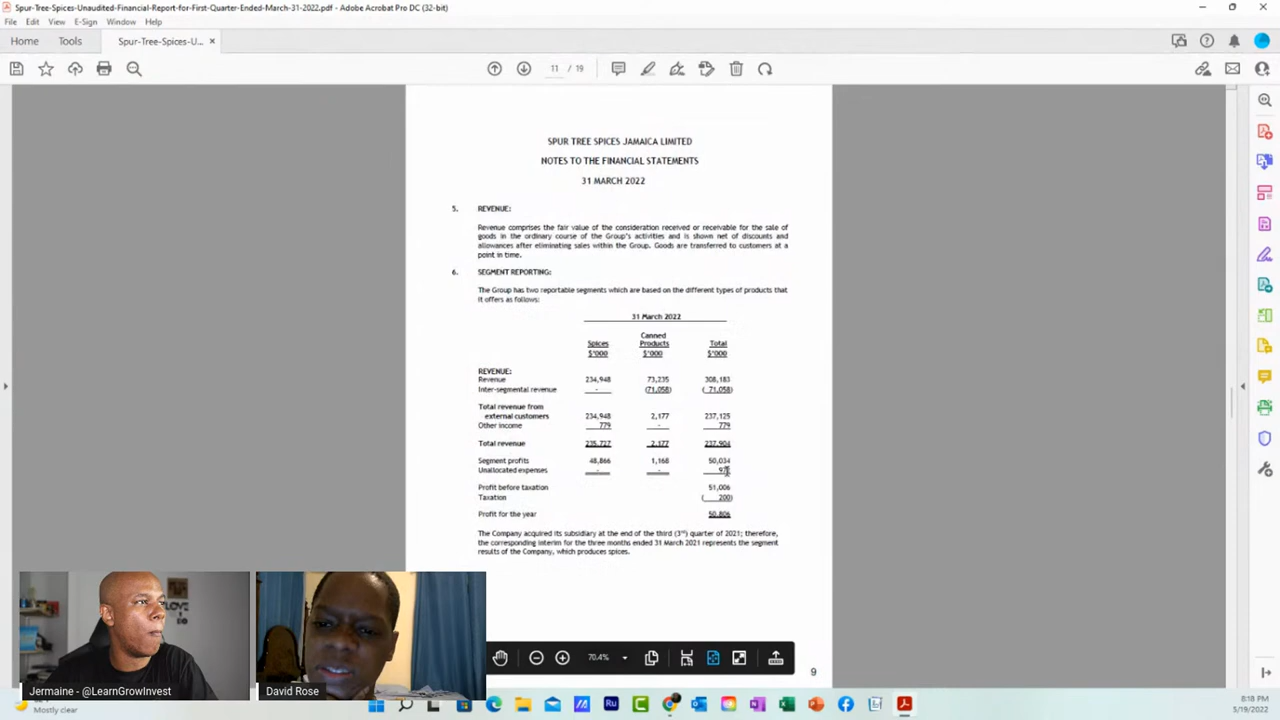 Spur-Tree-Spices-Unaudited-Financial-Report-for-First-Quarter-Ended-March-31-2022.pdf - Adobe Acrobat Pro DC (32-bit)
File Edit View E-Sign Window Help
Home Tools Spur-Tree-Spices-U... ×
11 / 19
SPUR TREE SPICES JAMAICA LIMITED
NOTES TO THE FINANCIAL STATEMENTS
31 MARCH 2022
5. REVENUE:
Revenue comprises the fair value of the consideration received or receivable for the sale of
goods in the ordinary course of the Group's activities and is shown net of discounts and
allowances after eliminating sales within the Group. Goods are transferred to customers at a
point in time.
6. SEGMENT REPORTING:
The Group has two reportable segments which are based on the different types of products that
it offers as follows:
31 March 2022
Canned
Spices Products Total
$'000 $'000 $'000
REVENUE:
Revenue 234,948 73,235 308,183
Inter-segmental revenue - (71,058) ( 71,058)
Total revenue from
external customers 234,948 2,177 237,125
Other income 779 - 779
Total revenue 235,727 2,177 237,904
Segment profits 48,866 1,168 50,034
Unallocated expenses - -
Profit before taxation 51,006
Taxation ( 200)
Profit for the year 50,806
The Company acquired its subsidiary at the end of the third (3rd) quarter of 2021; therefore,
the corresponding interim for the three months ended 31 March 2021 represents the segment
results of the Company, which produces spices.
70.4%
9
Jermaine - @LearnGrowInvest
David Rose
Mostly clear
8:18 PM
5/19/2022